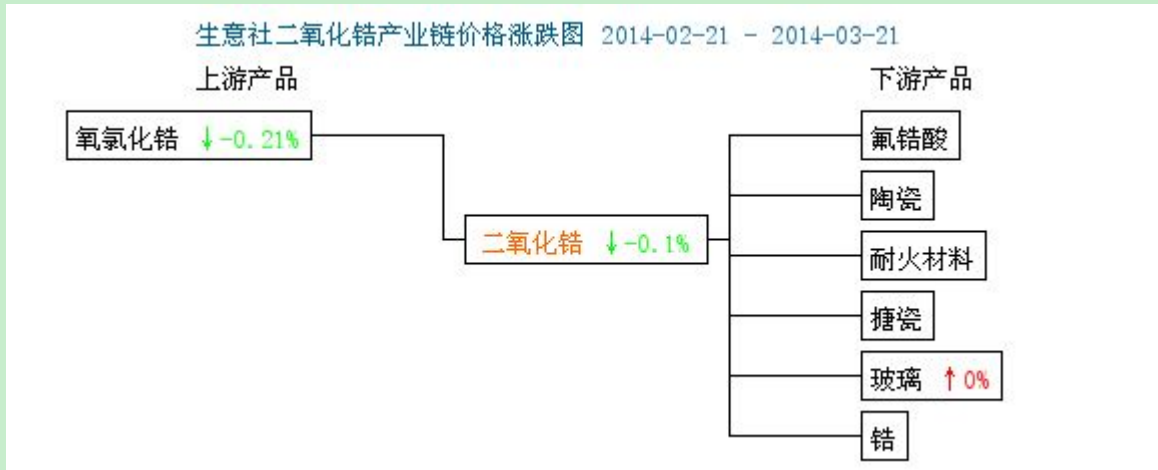 生意社二氧化锆产业链价格涨跌图 2014-02-21 - 2014-03-21
上游产品
下游产品
氧氯化锆 ↓-0.21%
二氧化锆 ↓-0.1%
氟锆酸
陶瓷
耐火材料
搪瓷
玻璃 ↑0%
锆